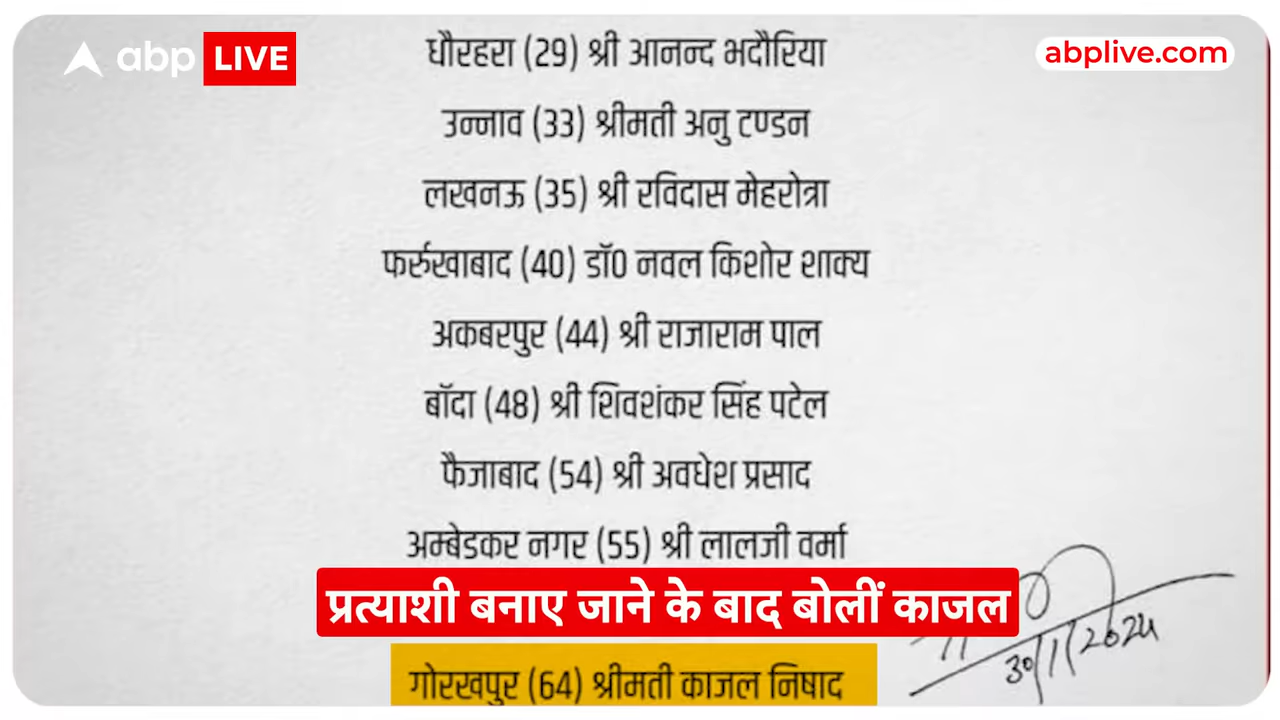 abp LIVE
abplive.com
धौरहरा (29) श्री आनन्द भदौरिया
उन्नाव (33) श्रीमती अनु टण्डन
लखनऊ (35) श्री रविदास मेहरोत्रा
फर्रुखाबाद (40) डॉ0 नवल किशोर शाक्य
अकबरपुर (44) श्री राजाराम पाल
बॉदा (48) श्री शिवशंकर सिंह पटेल
फैजाबाद (54) श्री अवधेश प्रसाद
अम्बेडकर नगर (55) श्री लालजी वर्मा
प्रत्याशी बनाए जाने के बाद बोलीं काजल
30/1/2024
गोरखपुर (64) श्रीमती काजल निषाद